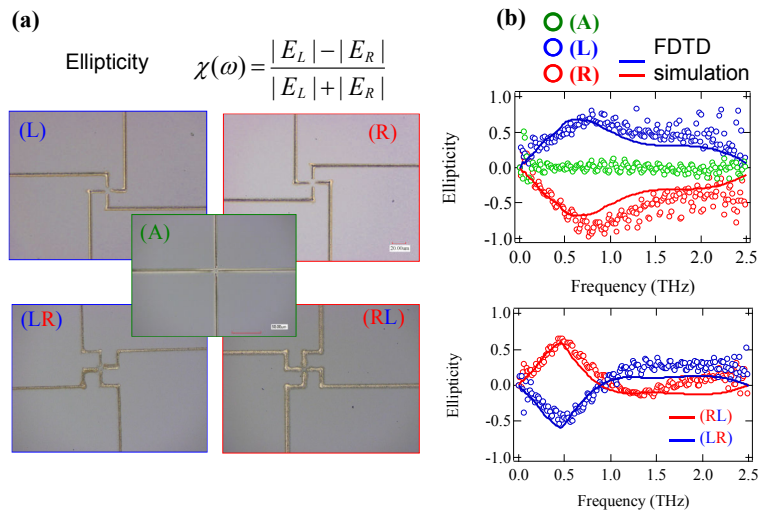 (a)
Ellipticity
χ(ω) = |E_L| − |E_R| / |E_L| + |E_R|
(L)
(R)
20.00um
(A)
(LR)
(RL)
(b)
(A)
(L)
(R)
FDTD
simulation
Ellipticity
1.0
0.5
0.0
-0.5
-1.0
0.0 0.5 1.0 1.5 2.0 2.5
Frequency (THz)
Ellipticity
1.0
0.5
0.0
-0.5
-1.0
(RL)
(LR)
0.0 0.5 1.0 1.5 2.0 2.5
Frequency (THz)